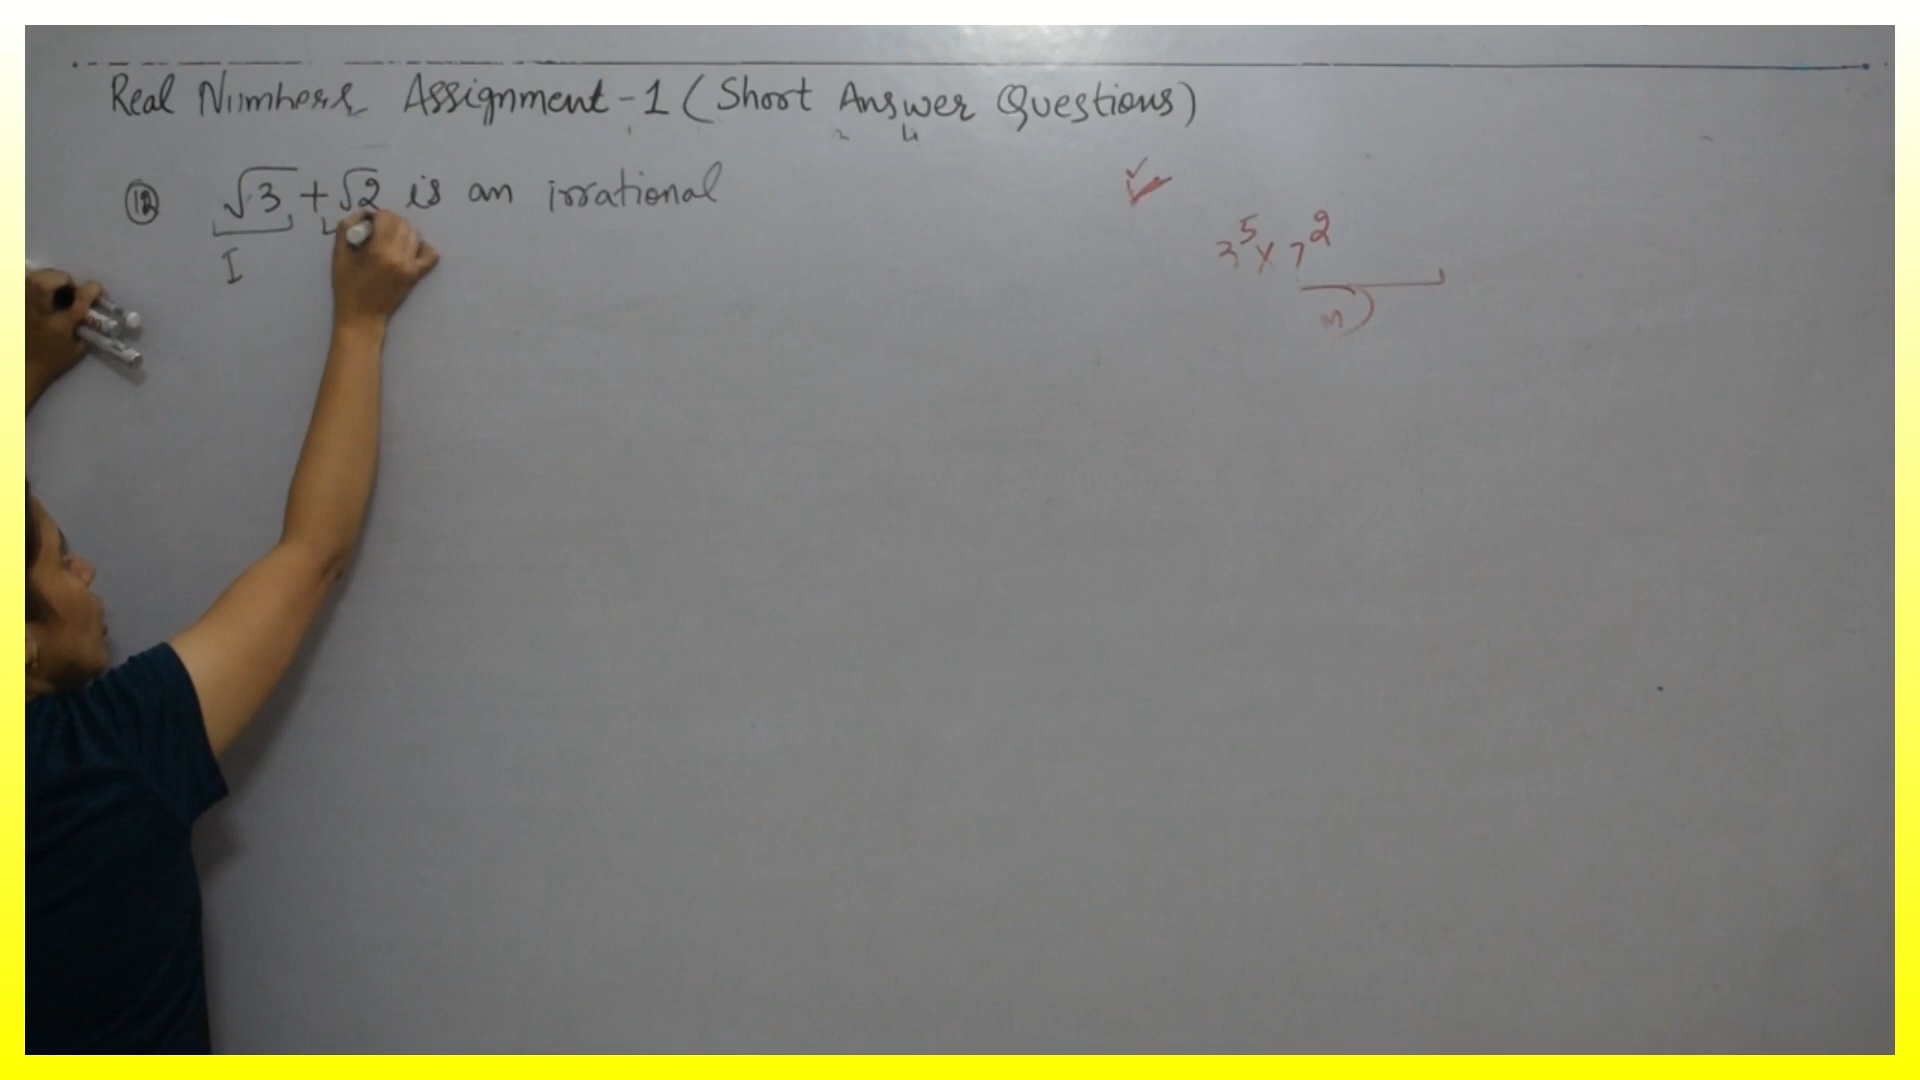 Real Numbers Assignment-1 (Short Answer Questions)
⑫ √3 + √2 is an irrational
I
3⁵ x 7²